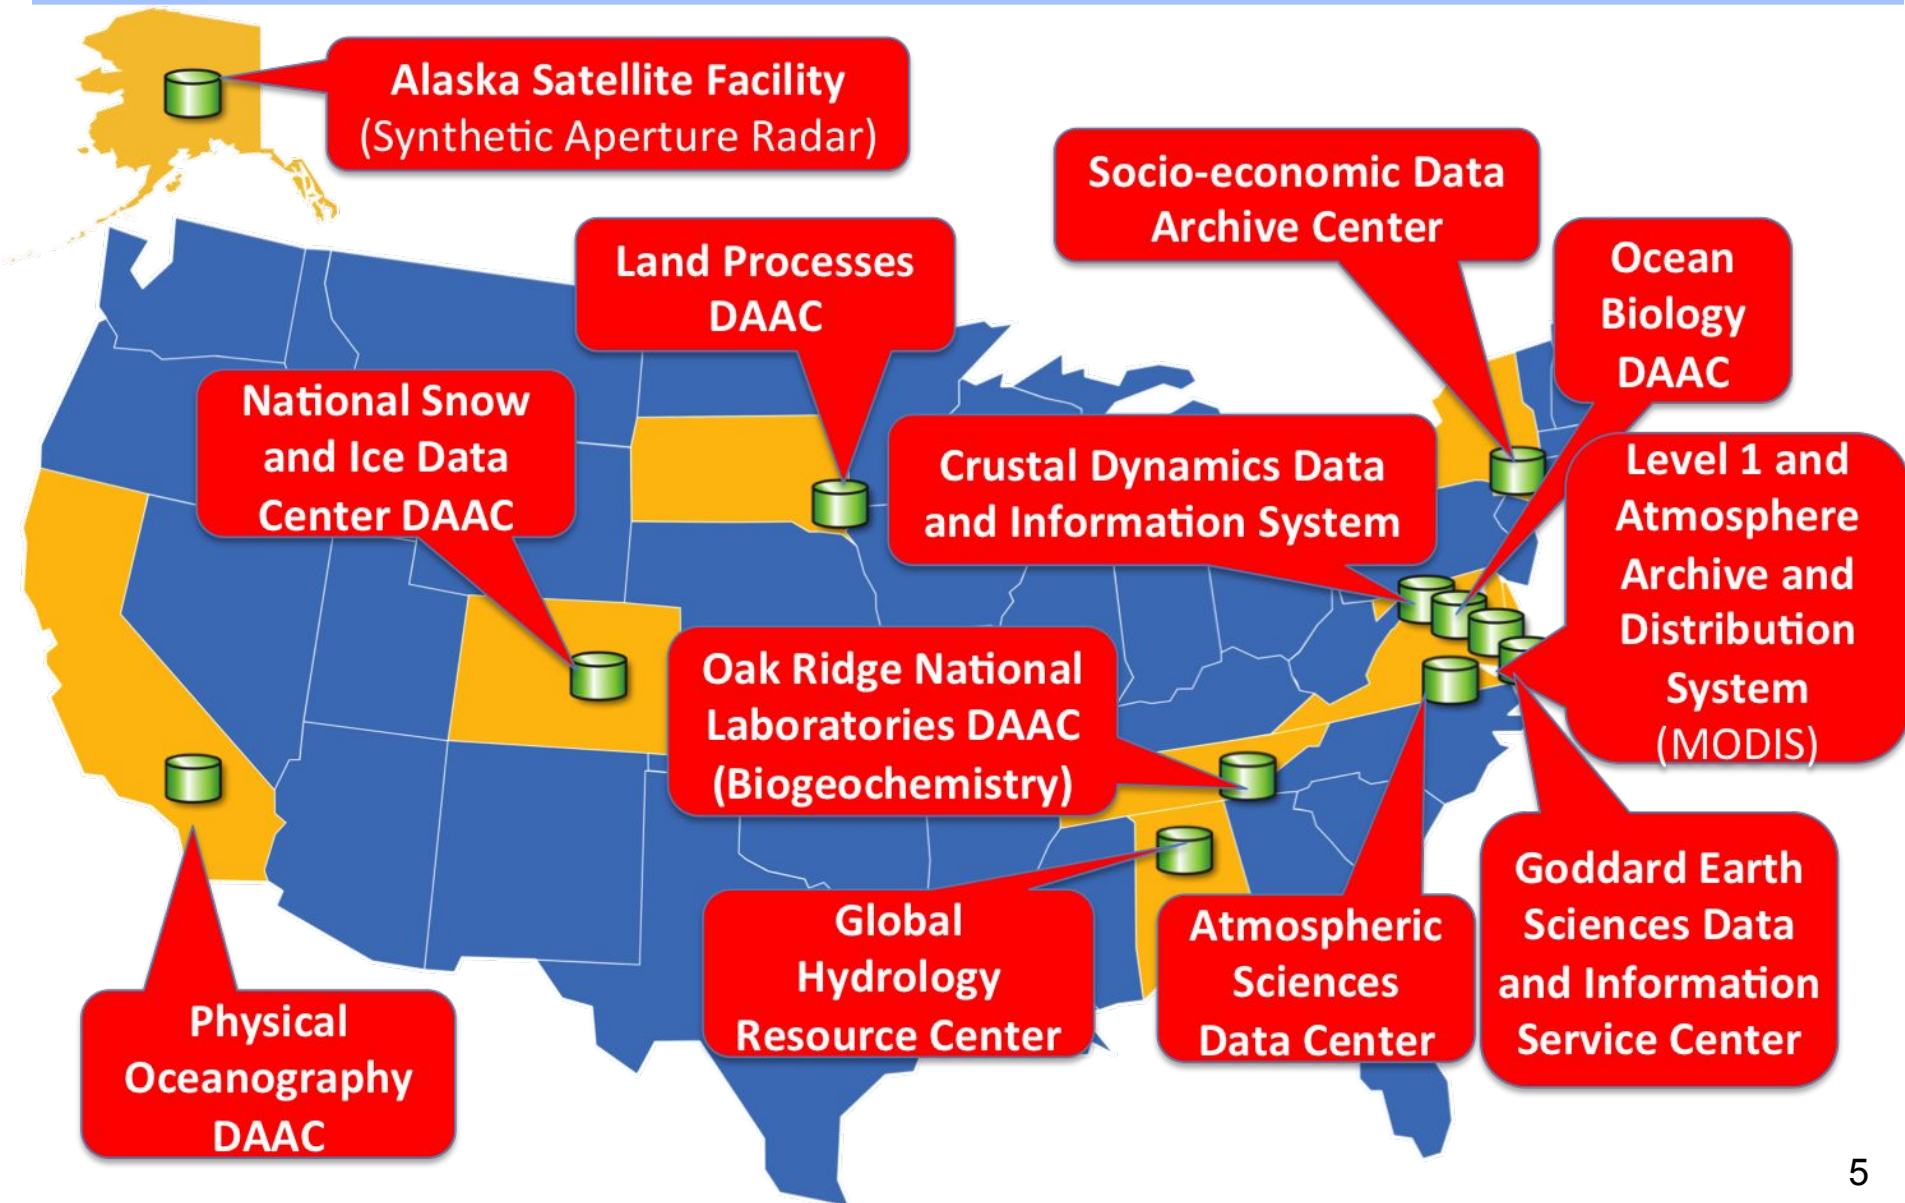 Alaska Satellite Facility
(Synthetic Aperture Radar)
Socio-economic Data
Archive Center
Land Processes
DAAC
Ocean
Biology
DAAC
National Snow
and Ice Data
Center DAAC
Crustal Dynamics Data
and Information System
Level 1 and
Atmosphere
Archive and
Distribution
System
(MODIS)
Oak Ridge National
Laboratories DAAC
(Biogeochemistry)
Global
Hydrology
Resource Center
Atmospheric
Sciences
Data Center
Goddard Earth
Sciences Data
and Information
Service Center
Physical
Oceanography
DAAC
5